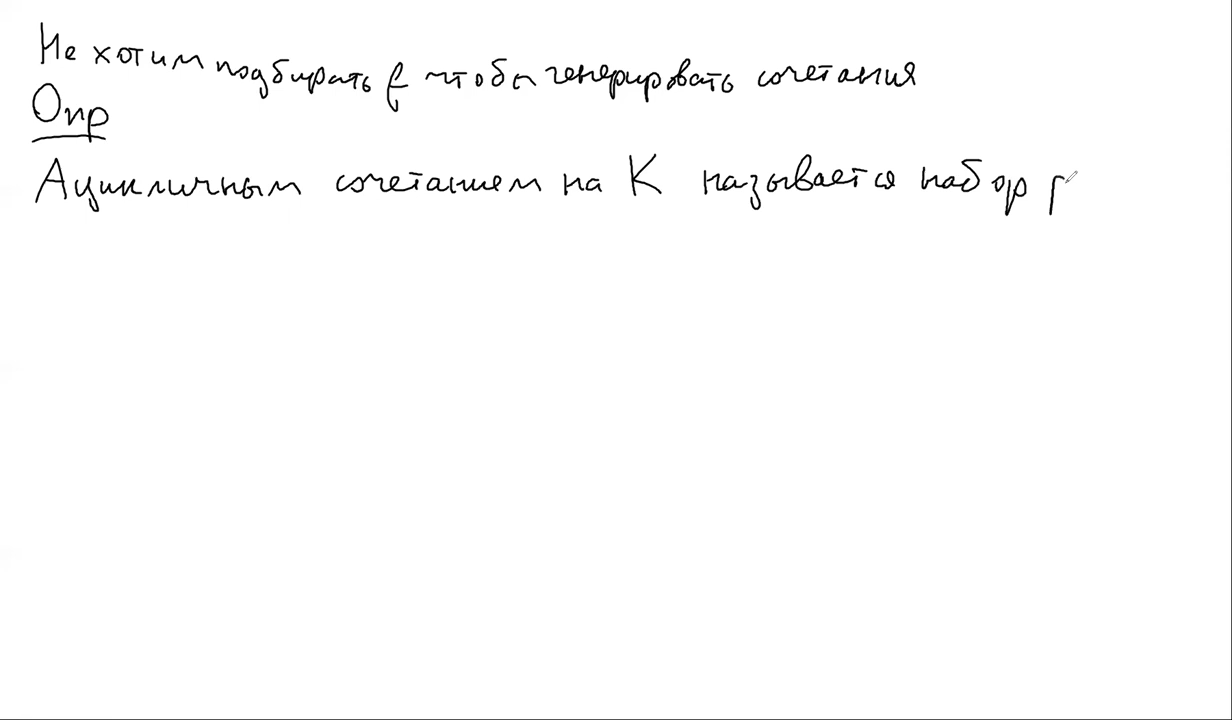 Не хотим подбирать f чтобы генерировать сочетания
Опр
Ацикличным сочетанием на K называется набор